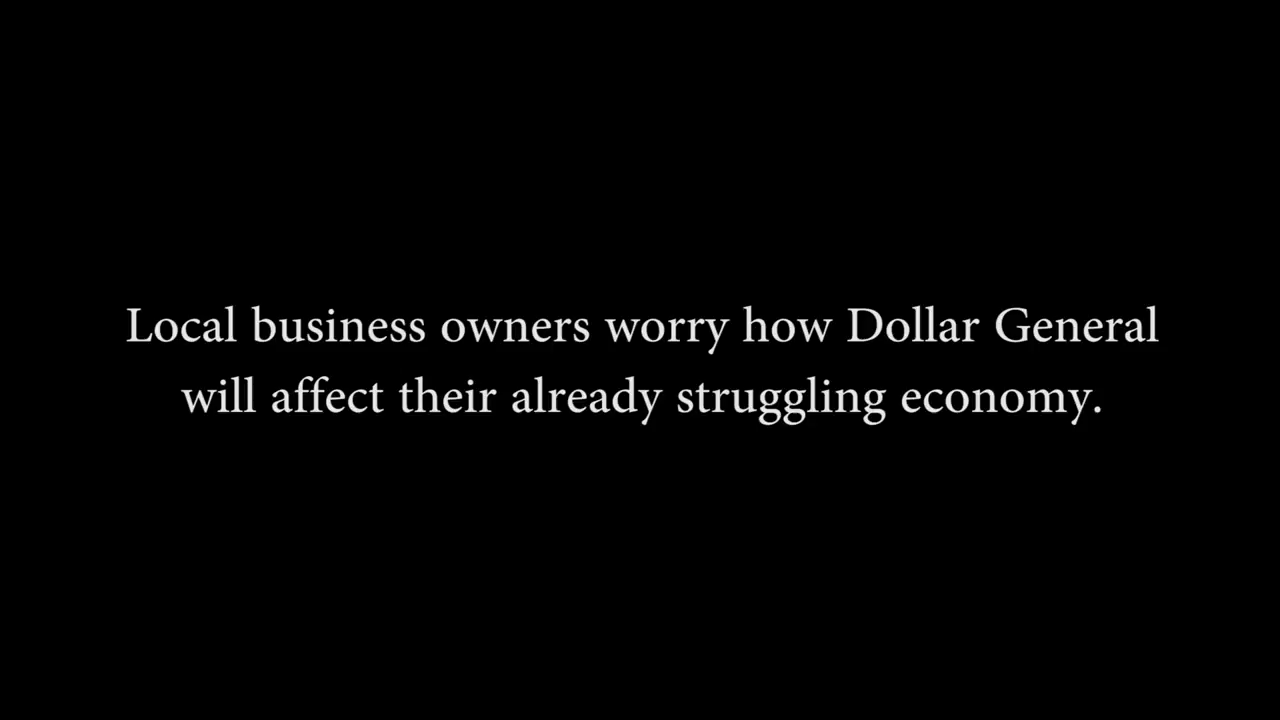 Local business owners worry how Dollar General
will affect their already struggling economy.